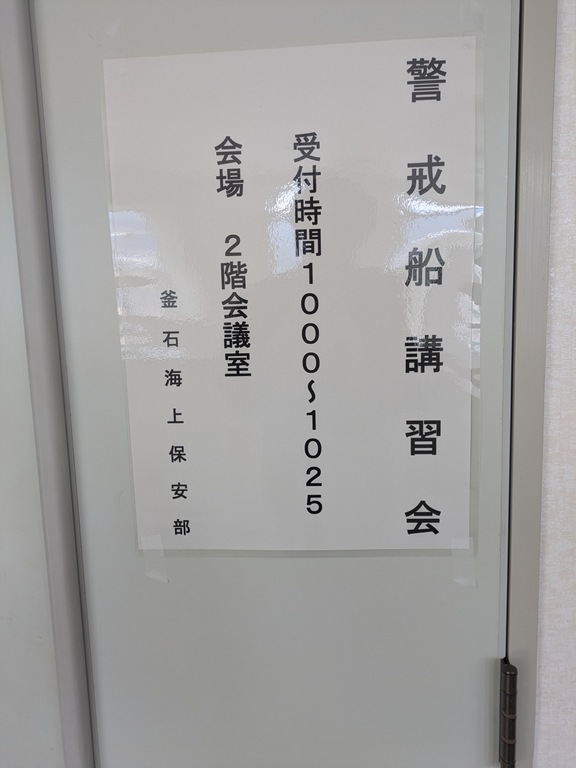 警戒船講習会
受付時間１０００～１０２５
会場　２階会議室
釜石海上保安部